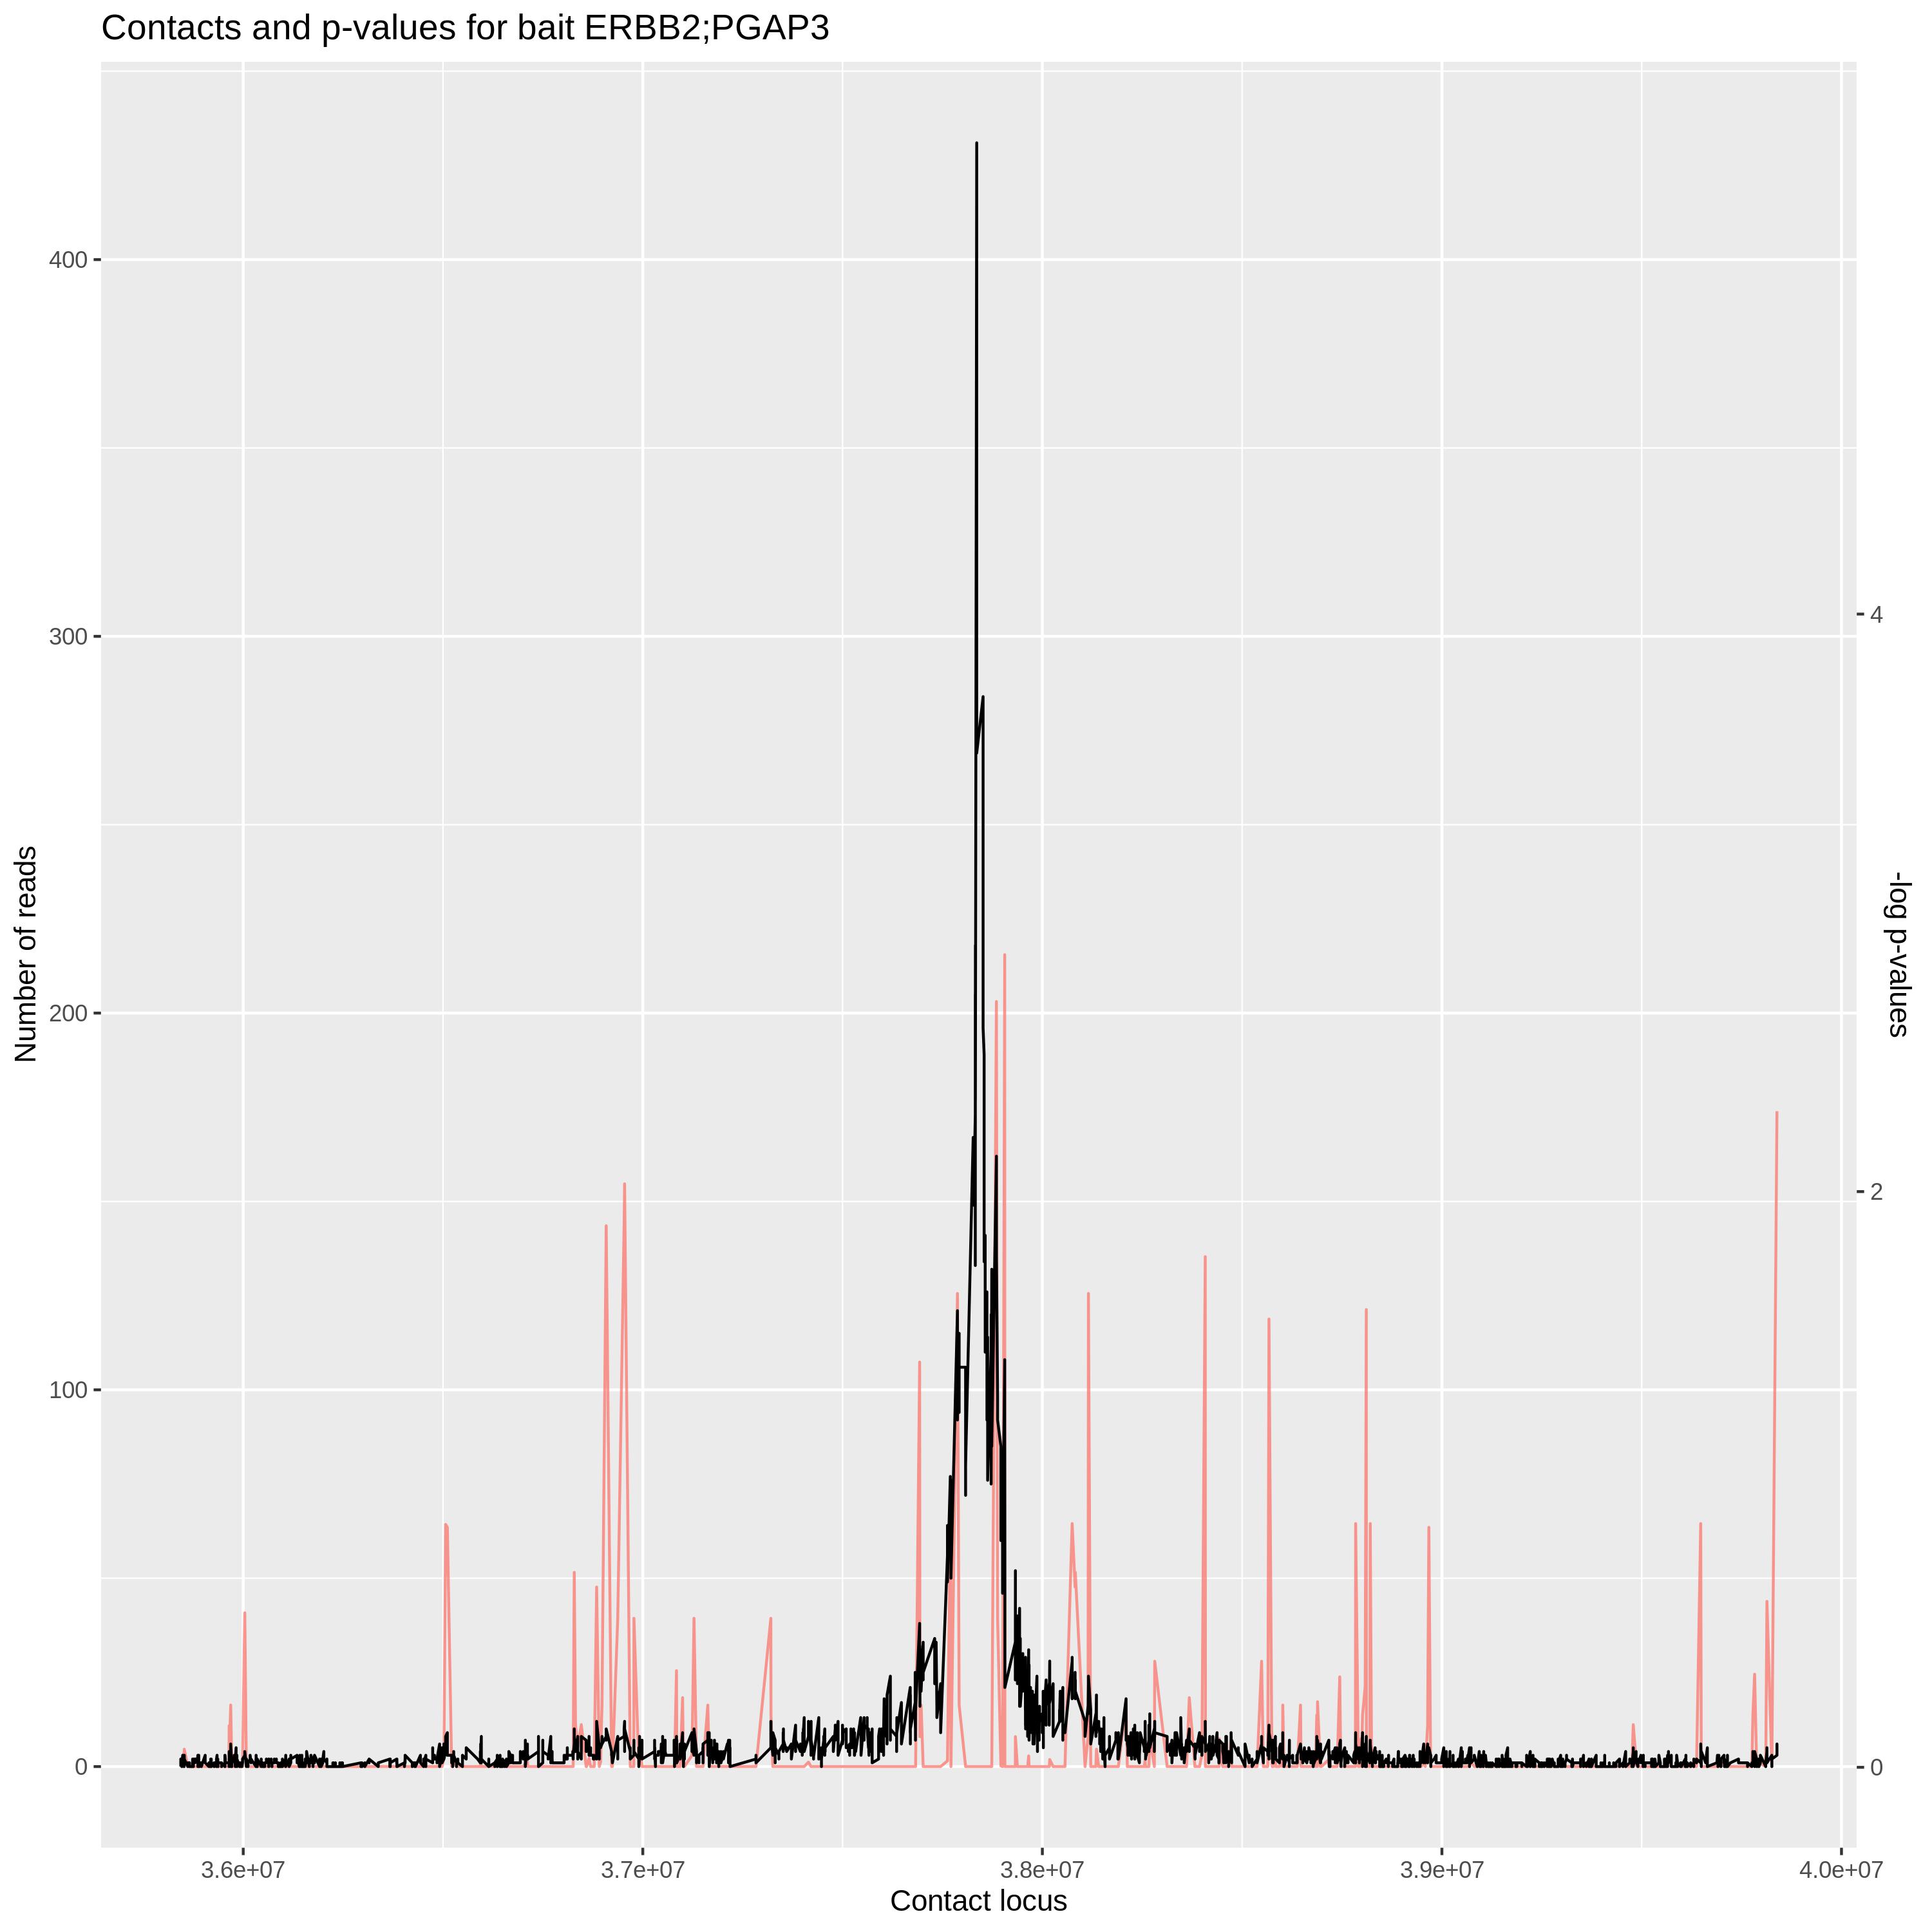 Contacts and p-values for bait ERBB2;PGAP3
400
300
200
100
0
Number of reads
4
2
0
-log p-values
3.6e+07
3.7e+07
3.8e+07
3.9e+07
4.0e+07
Contact locus